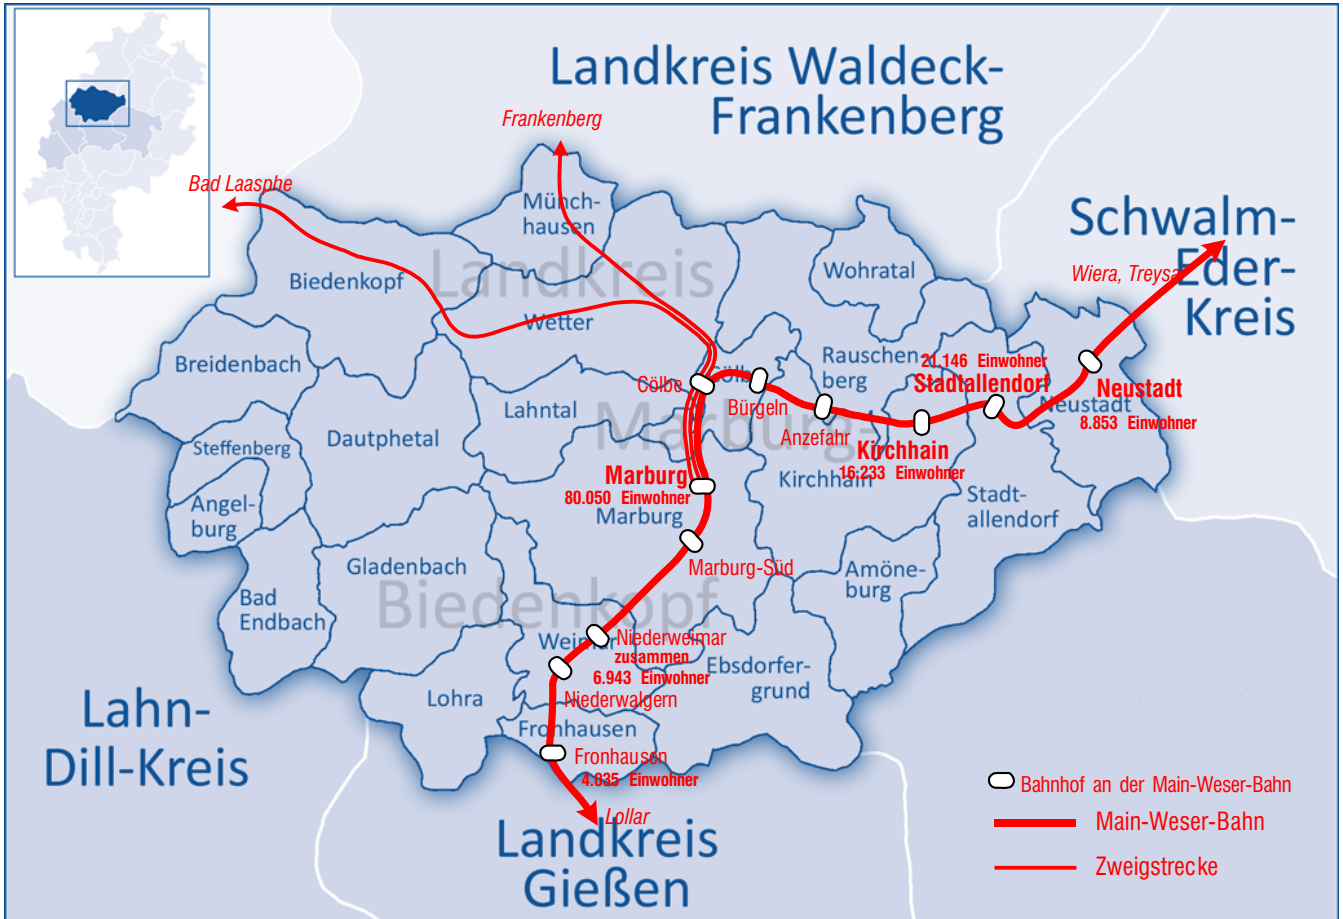 Landkreis Waldeck-
Frankenberg
Frankenberg
Bad Laasphe
Münch-
hausen
Schwalm-
Eder-
Kreis
Wiera, Treysa
Landkreis
Marburg-
Biedenkopf
Biedenkopf
Wohratal
Wetter
Breidenbach
Rauschen-
berg
21.146 Einwohner
Stadtallendorf
Neustadt
Neustadt
8.853 Einwohner
Cölbe
Cölbe
Bürgeln
Anzefahr
Lahntal
Dautphetal
Steffenberg
Kirchhain
16.233 Einwohner
Kirchhain
Marburg
80.050 Einwohner
Marburg
Angel-
burg
Stadt-
allendorf
Marburg-Süd
Gladenbach
Amöne-
burg
Bad
Endbach
Weimar
Niederweimar
zusammen
6.943 Einwohner
Niederwalgern
Ebsdorfer-
grund
Lohra
Fronhausen
Fronhausen
4.035 Einwohner
Lollar
Lahn-
Dill-Kreis
Landkreis
Gießen
Bahnhof an der Main-Weser-Bahn
Main-Weser-Bahn
Zweigstrecke